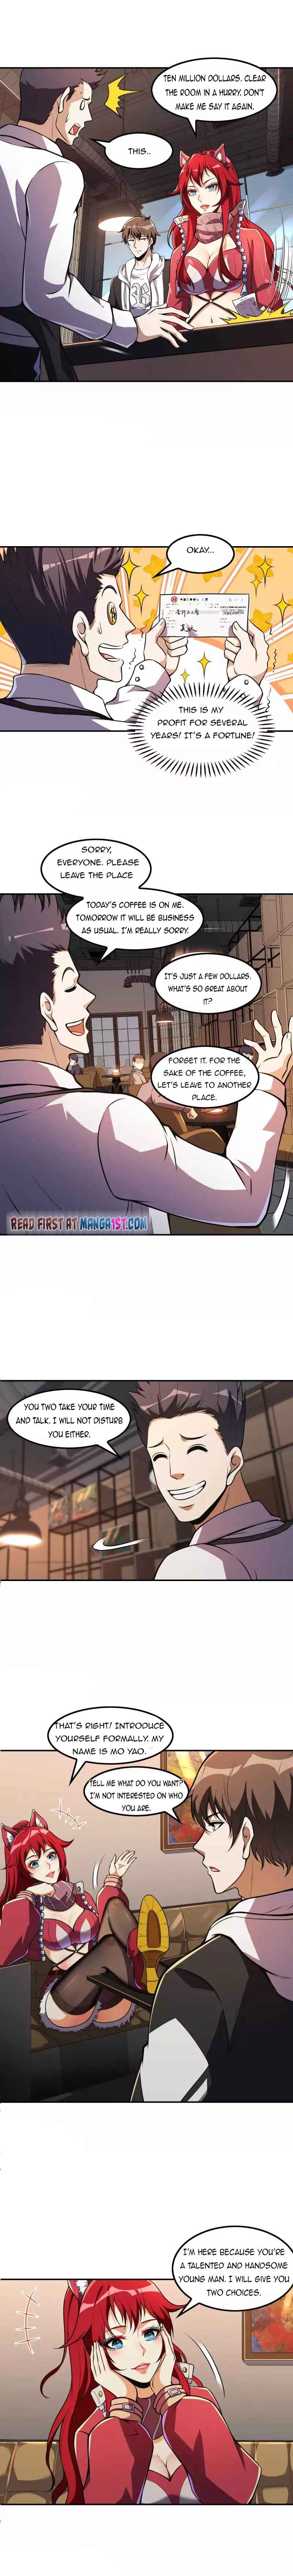 TEN MILLION DOLLARS. CLEAR
THE ROOM IN A HURRY. DON'T
MAKE ME SAY IT AGAIN.
THIS..
OKAY...
THIS IS MY
PROFIT FOR SEVERAL
YEARS! IT'S A FORTUNE!
SORRY,
EVERYONE. PLEASE
LEAVE THE PLACE
TODAY'S COFFEE IS ON ME.
TOMORROW IT WILL BE BUSINESS
AS USUAL. I'M REALLY SORRY.
IT'S JUST A FEW DOLLARS.
WHAT'S SO GREAT ABOUT
IT?
FORGET IT. FOR THE
SAKE OF THE COFFEE,
LET'S LEAVE TO ANOTHER
PLACE.
READ FIRST AT MANGA1ST.COM
YOU TWO TAKE YOUR TIME
AND TALK. I WILL NOT DISTURB
YOU EITHER.
THAT'S RIGHT! INTRODUCE
YOURSELF FORMALLY. MY
NAME IS MO YAO.
TELL ME WHAT DO YOU WANT?
I'M NOT INTERESTED ON WHO
YOU ARE.
I'M HERE BECAUSE YOU'RE
A TALENTED AND HANDSOME
YOUNG MAN. I WILL GIVE YOU
TWO CHOICES.